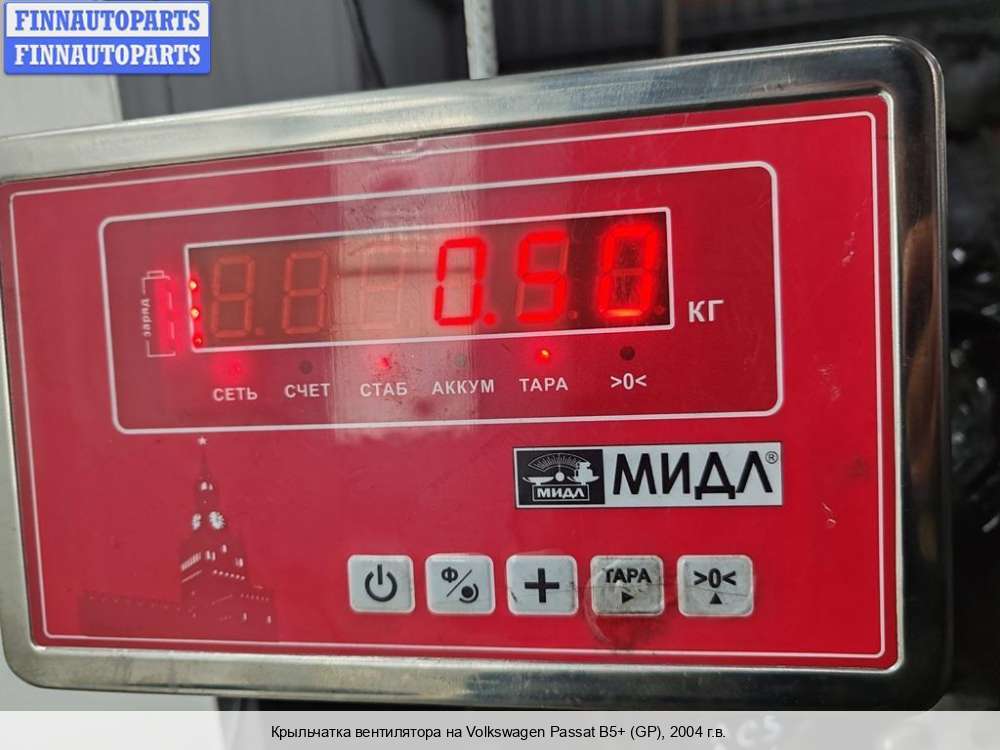 FINNAUTOPARTS
FINNAUTOPARTS
заряд
0.50 КГ
СЕТЬ СЧЕТ СТАБ АККУМ ТАРА >0<
МИДЛ МИДЛ®
Ф ТАРА >0<
Крыльчатка вентилятора на Volkswagen Passat B5+ (GP), 2004 г.в.